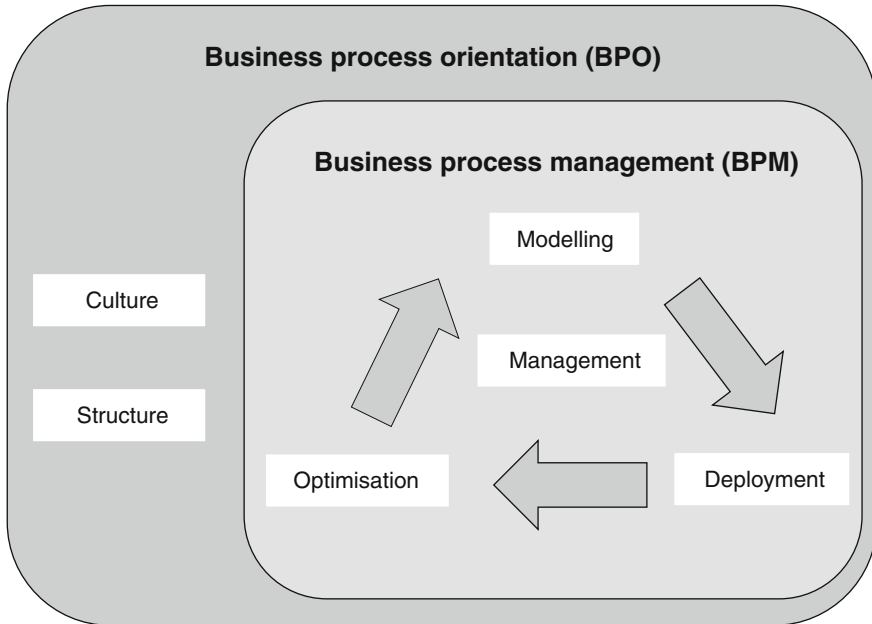 Business process orientation (BPO)
Business process management (BPM)
Modelling
Culture
Management
Structure
Optimisation
Deployment